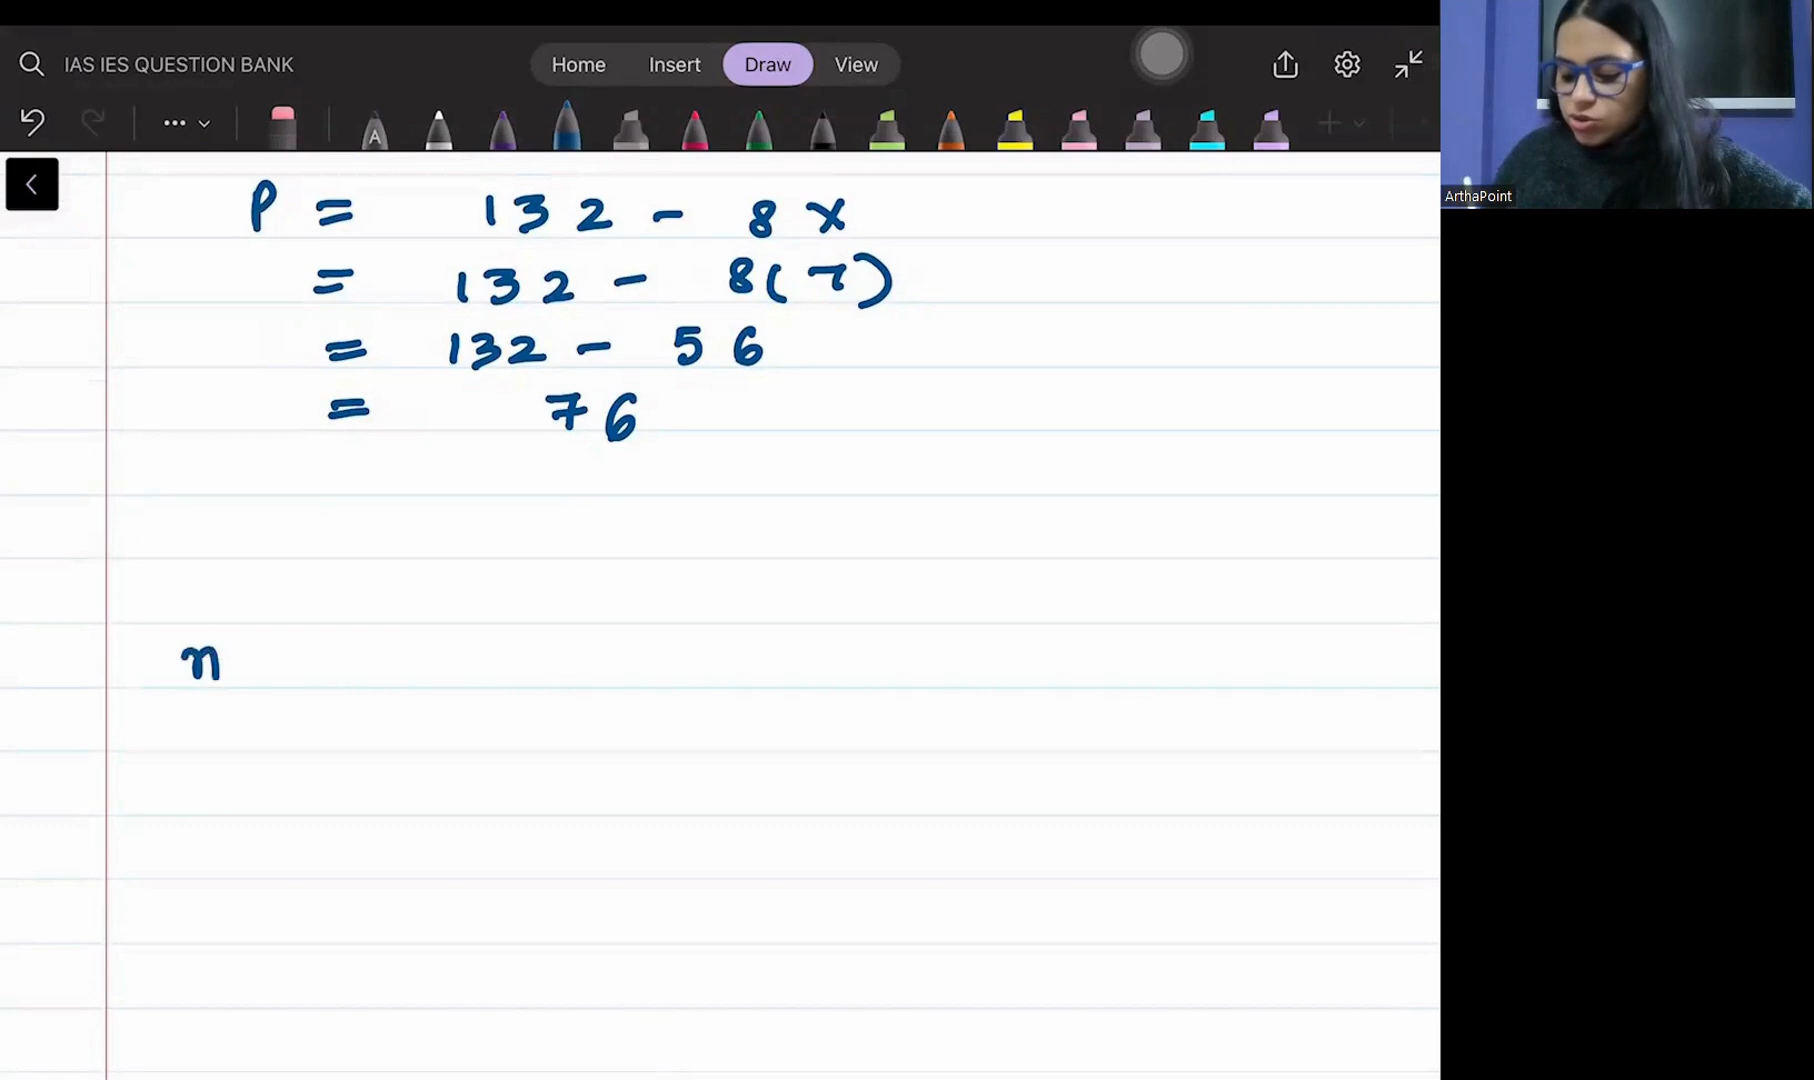 IAS IES QUESTION BANK
Home Insert Draw View
A
ArthaPoint
P = 132 - 8x
= 132 - 8(7)
= 132 - 56
= 76
n